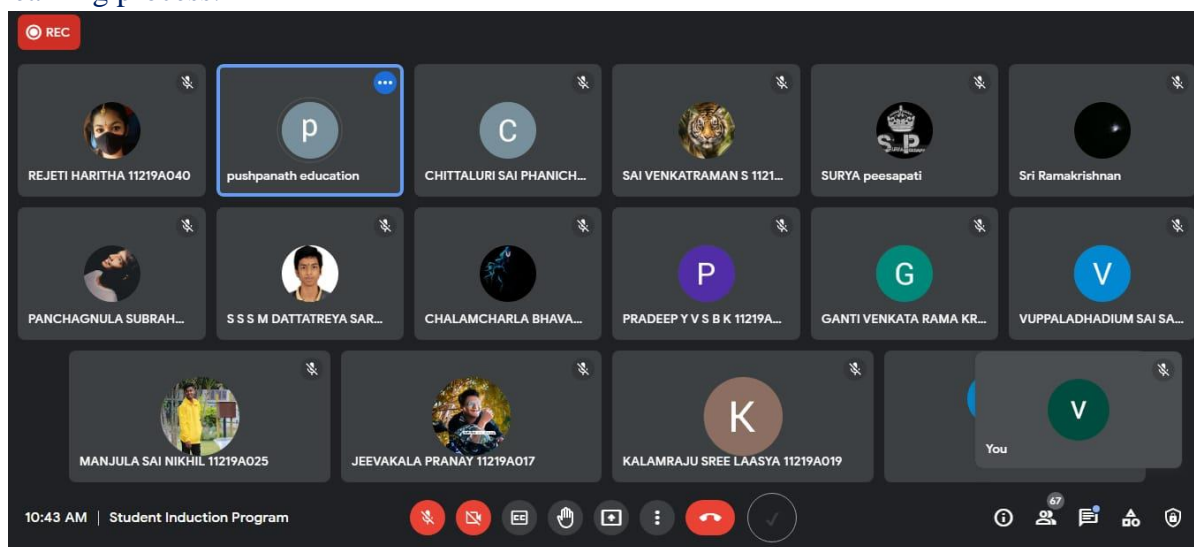 REC
REJETI HARITHA 11219A040
p
pushpanath education
C
CHITTALURI SAI PHANICH...
SAI VENKATRAMAN S 1121...
S P
SURYA peesapati
Sri Ramakrishnan
PANCHAGNULA SUBRAH...
S S S M DATTATREYA SAR...
CHALAMCHARLA BHAVA...
P
PRADEEP Y V S B K 11219A...
G
GANTI VENKATA RAMA KR...
V
VUPPALADHADIUM SAI SA...
MANJULA SAI NIKHIL 11219A025
JEEVAKALA PRANAY 11219A017
K
KALAMRAJU SREE LAASYA 11219A019
V
You
10:43 AM | Student Induction Program
CC
67